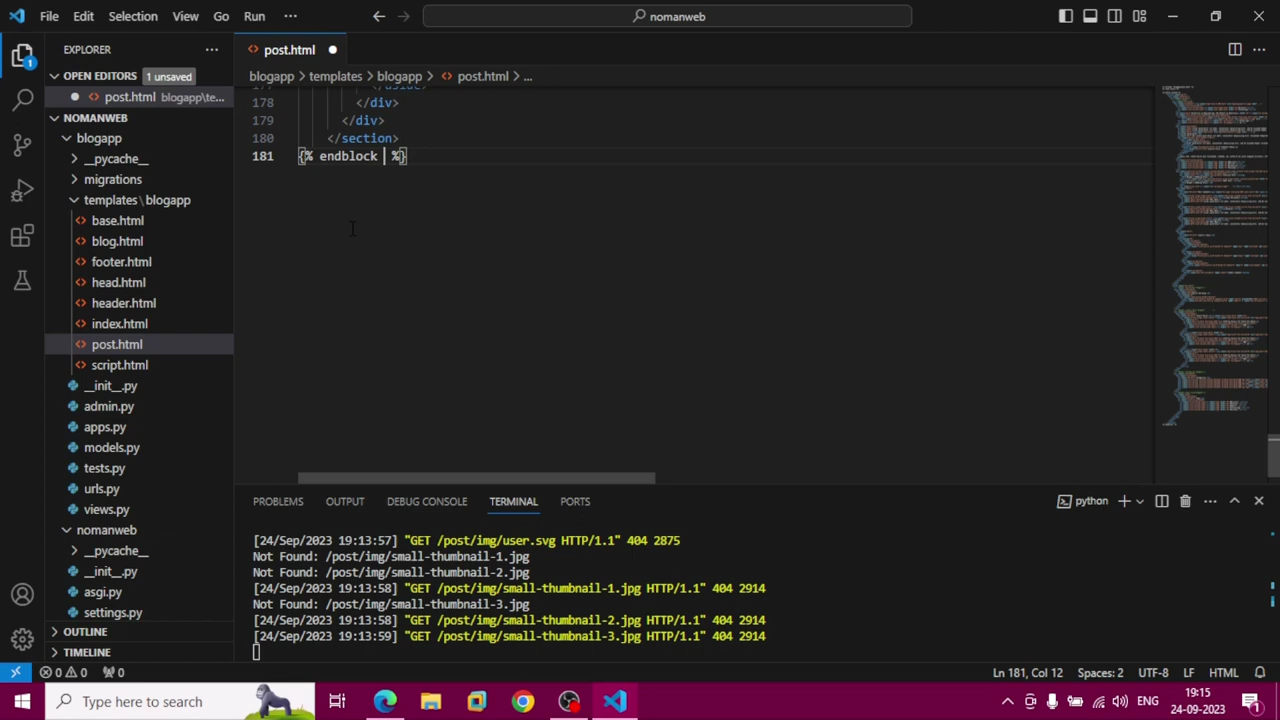 File Edit Selection View Go Run
nomanweb
EXPLORER
post.html
OPEN EDITORS 1 unsaved
blogapp > templates > blogapp > post.html > ...
post.html blogapp\te...
NOMANWEB
blogapp
__pycache__
migrations
templates\blogapp
base.html
blog.html
footer.html
head.html
header.html
index.html
post.html
script.html
__init__.py
admin.py
apps.py
models.py
tests.py
urls.py
views.py
nomanweb
__pycache__
__init__.py
asgi.py
settings.py
OUTLINE
TIMELINE
177 </aside>
178 </div>
179 </div>
180 </section>
181 {% endblock %}
PROBLEMS OUTPUT DEBUG CONSOLE TERMINAL PORTS
python
[24/Sep/2023 19:13:57] "GET /post/img/user.svg HTTP/1.1" 404 2875
Not Found: /post/img/small-thumbnail-1.jpg
Not Found: /post/img/small-thumbnail-2.jpg
[24/Sep/2023 19:13:58] "GET /post/img/small-thumbnail-1.jpg HTTP/1.1" 404 2914
Not Found: /post/img/small-thumbnail-3.jpg
[24/Sep/2023 19:13:58] "GET /post/img/small-thumbnail-2.jpg HTTP/1.1" 404 2914
[24/Sep/2023 19:13:59] "GET /post/img/small-thumbnail-3.jpg HTTP/1.1" 404 2914
0 0 0
Ln 181, Col 12 Spaces: 2 UTF-8 LF HTML
Type here to search
ENG
19:15
24-09-2023
1